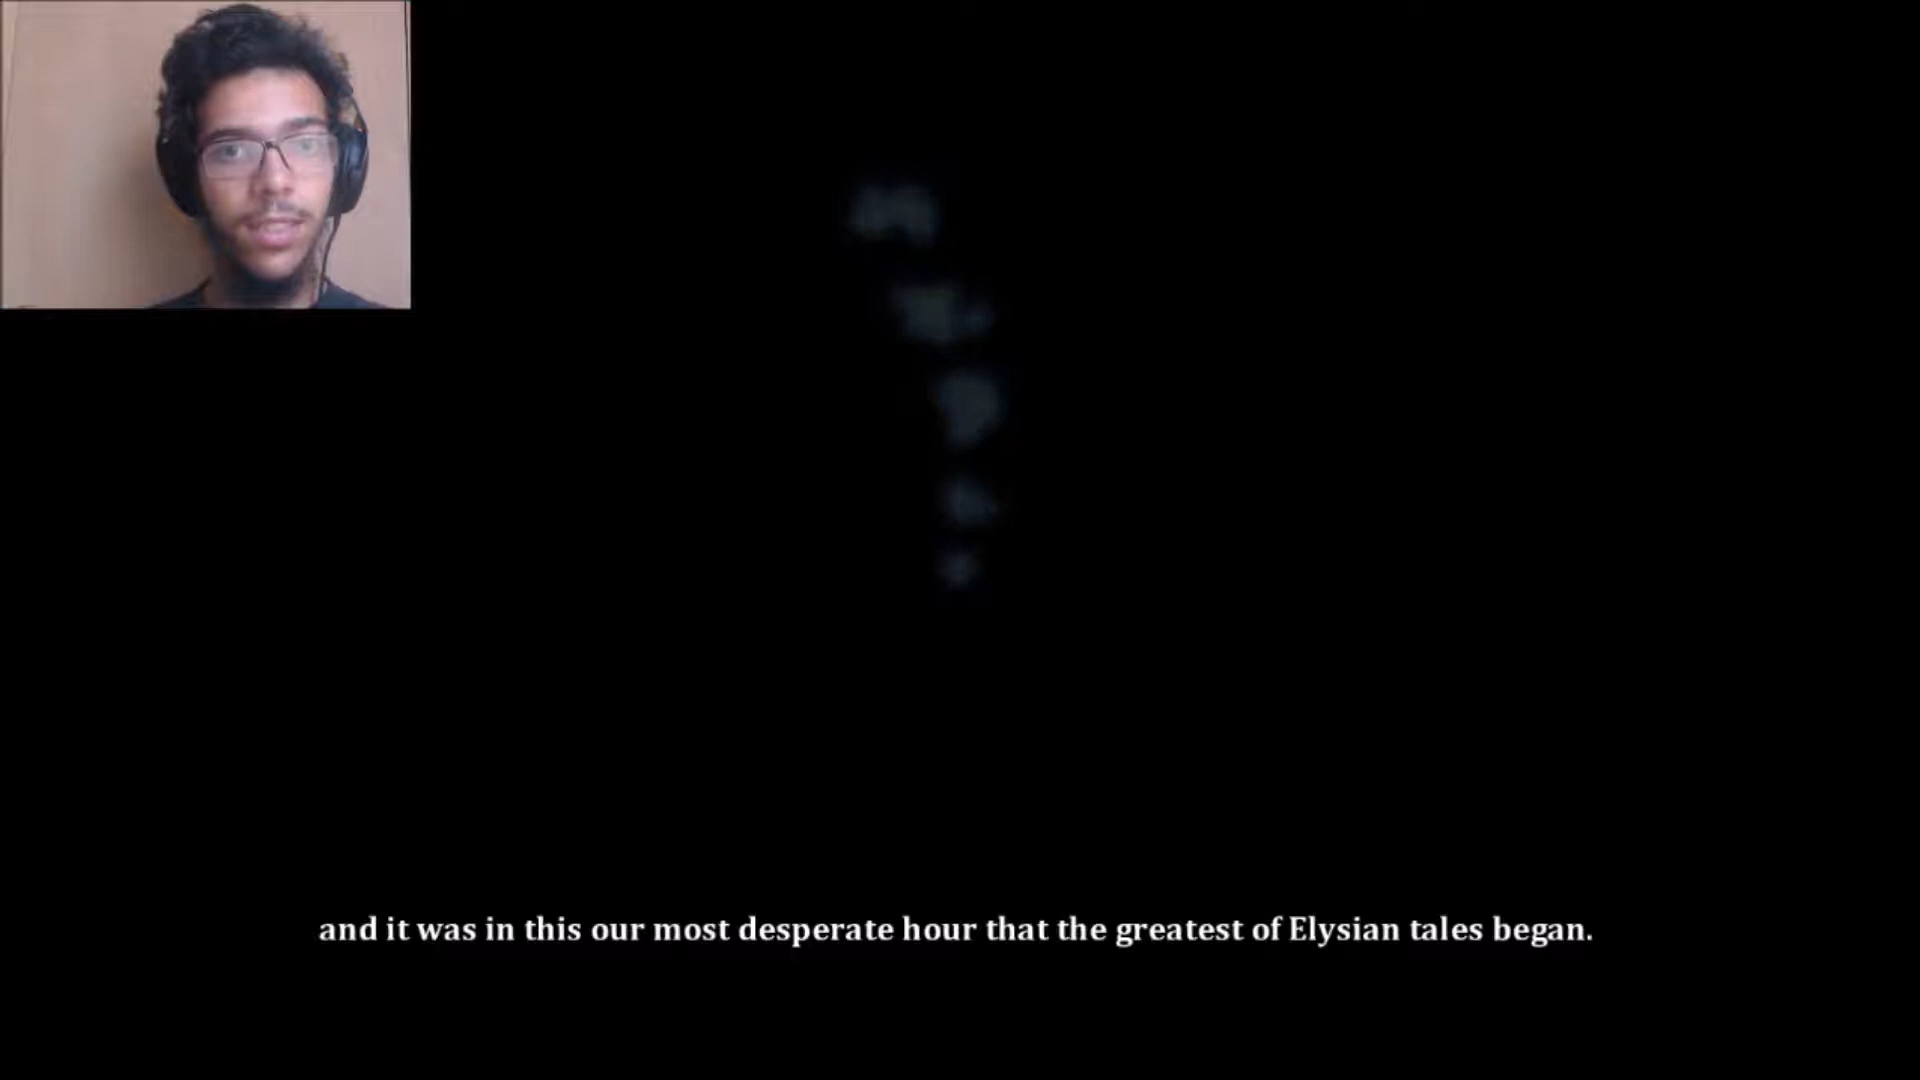 and it was in this our most desperate hour that the greatest of Elysian tales began.